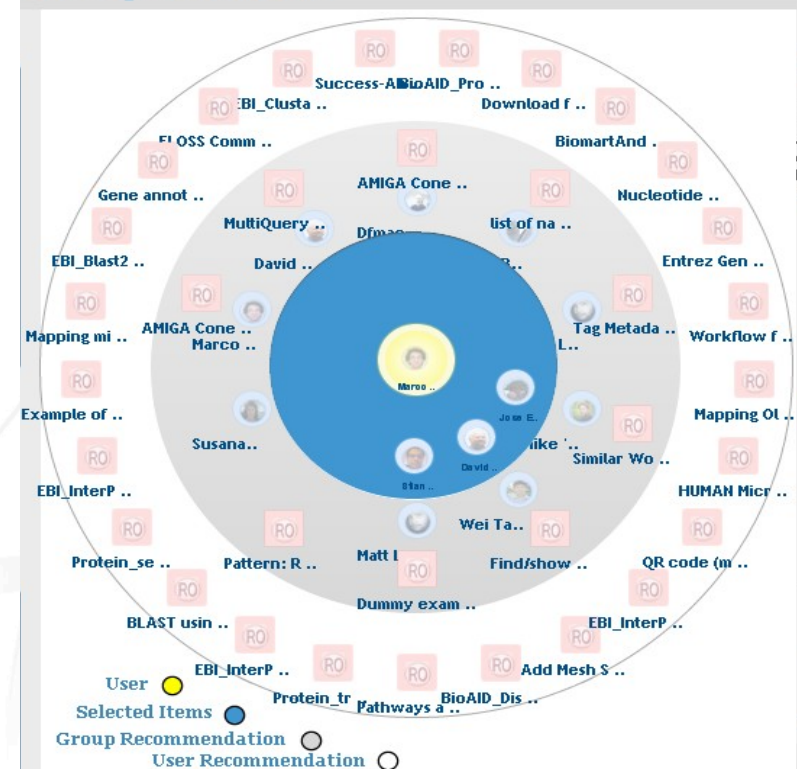 Success-Ab..
BioAID_Pro ..
EBI_Clusta ..
Download f ..
FLOSS Comm ..
BiomartAnd ..
Gene annot ..
AMIGA Cone ..
Nucleotide ..
MultiQuery ..
list of na ..
EBI_Blast2 ..
David ..
Entrez Gen ..
Mapping mi ..
AMIGA Cone ..
Marco ..
Tag Metada ..
Workflow f ..
L..
Marco ..
Example of ..
Jose E..
Mapping OL ..
Susana..
David ..
Similar Wo ..
EBI_InterP ..
HUMAN Micr ..
Wei Ta..
Protein_se ..
Pattern: R ..
Matt L
Find/show ..
QR code (m ..
Dummy exam ..
BLAST usin ..
EBI_InterP ..
EBI_InterP ..
Add Mesh S ..
Protein_tr ..
Pathways a ..
BioAID_Dis ..
User
Selected Items
Group Recommendation
User Recommendation
RO